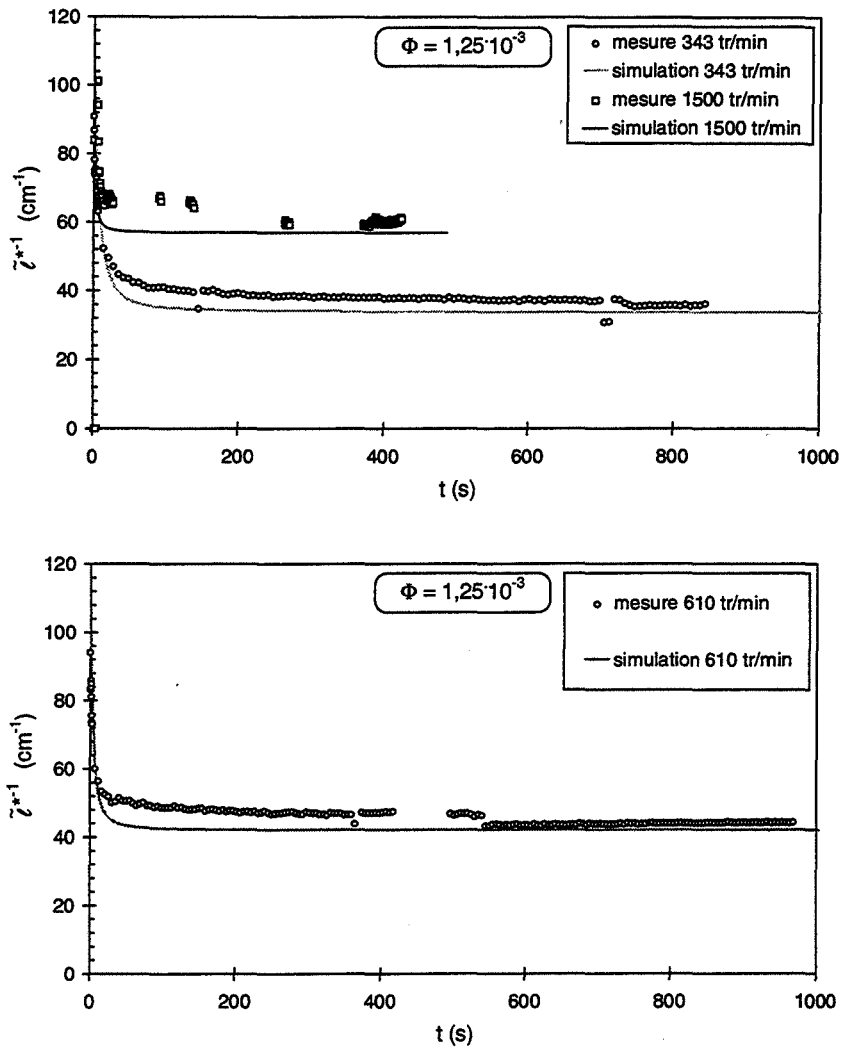 120
100
80
60
40
20
0
ℓ̃*⁻¹ (cm⁻¹)
Φ = 1,25·10⁻³
mesure 343 tr/min
simulation 343 tr/min
mesure 1500 tr/min
simulation 1500 tr/min
0 200 400 600 800 1000
t (s)
120
100
80
60
40
20
0
ℓ̃*⁻¹ (cm⁻¹)
Φ = 1,25·10⁻³
mesure 610 tr/min
simulation 610 tr/min
0 200 400 600 800 1000
t (s)